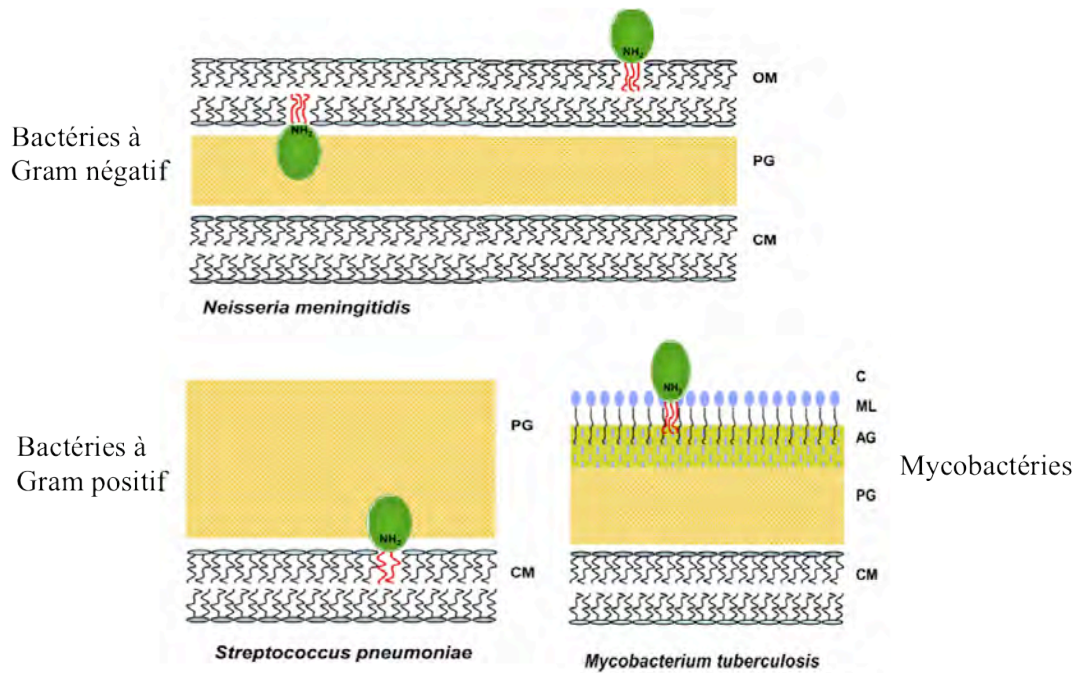 NH2
OM
NH2
Bactéries à
Gram négatif
PG
CM
Neisseria meningitidis
NH2
C
ML
AG
PG
Bactéries à
Gram positif
Mycobactéries
PG
NH2
CM
CM
Streptococcus pneumoniae
Mycobacterium tuberculosis